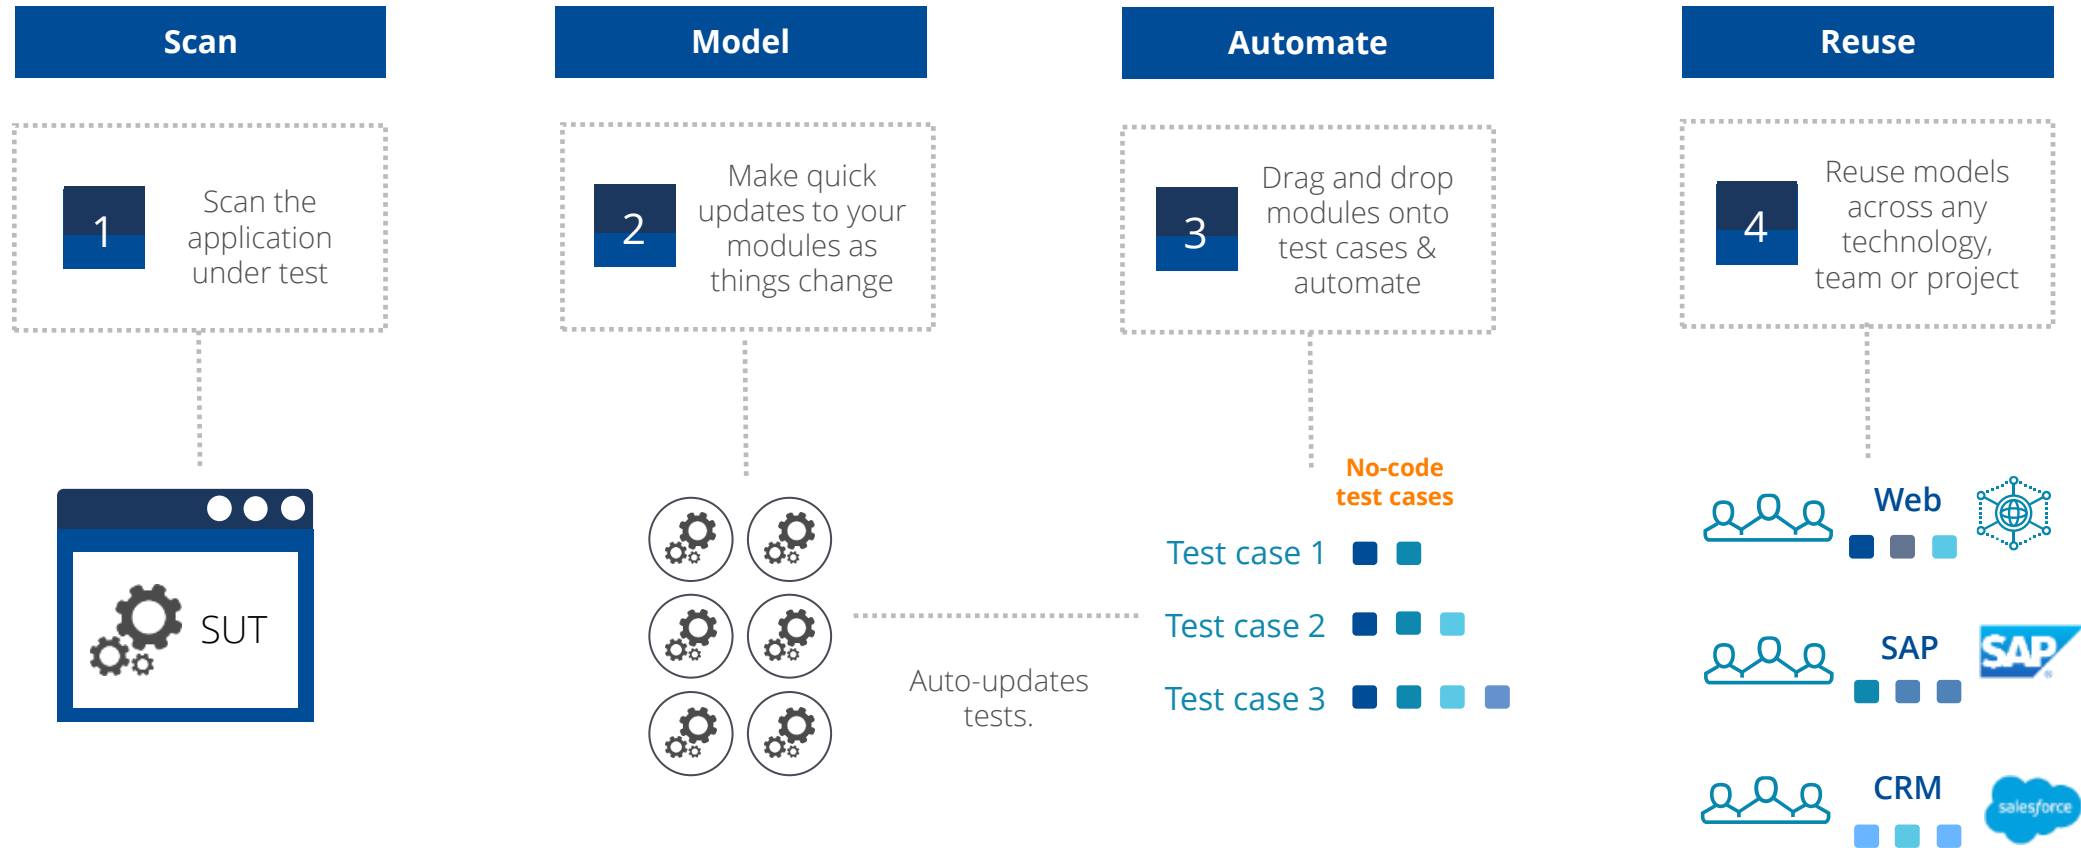 Scan
1
Scan the
application
under test
SUT
Model
2
Make quick
updates to your
modules as
things change
Auto-updates
tests.
Automate
3
Drag and drop
modules onto
test cases &
automate
No-code
test cases
Test case 1
Test case 2
Test case 3
Reuse
4
Reuse models
across any
technology,
team or project
Web
SAP
SAP
®
CRM
salesforce